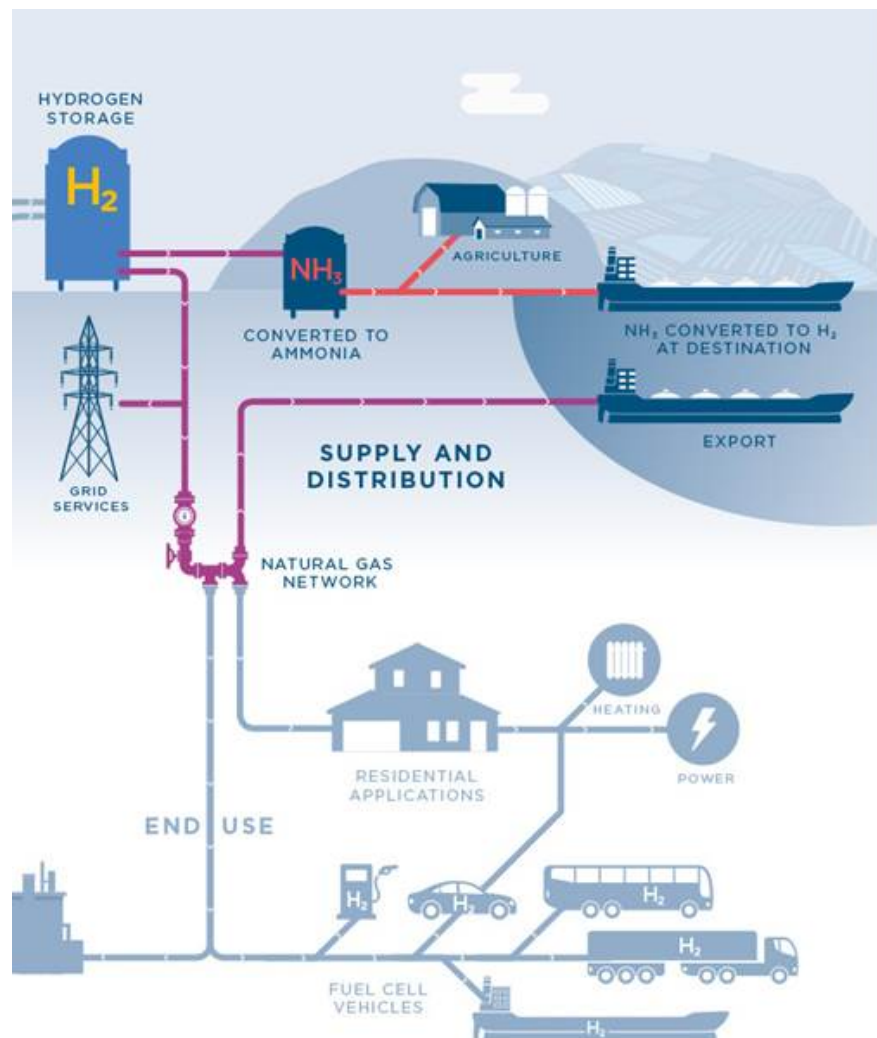 HYDROGEN
STORAGE
H₂
NH₃
AGRICULTURE
CONVERTED TO
AMMONIA
NH₃ CONVERTED TO H₂
AT DESTINATION
EXPORT
SUPPLY AND
DISTRIBUTION
GRID
SERVICES
NATURAL GAS
NETWORK
HEATING
POWER
RESIDENTIAL
APPLICATIONS
END USE
H₂
H₂
H₂
H₂
FUEL CELL
VEHICLES
H₂